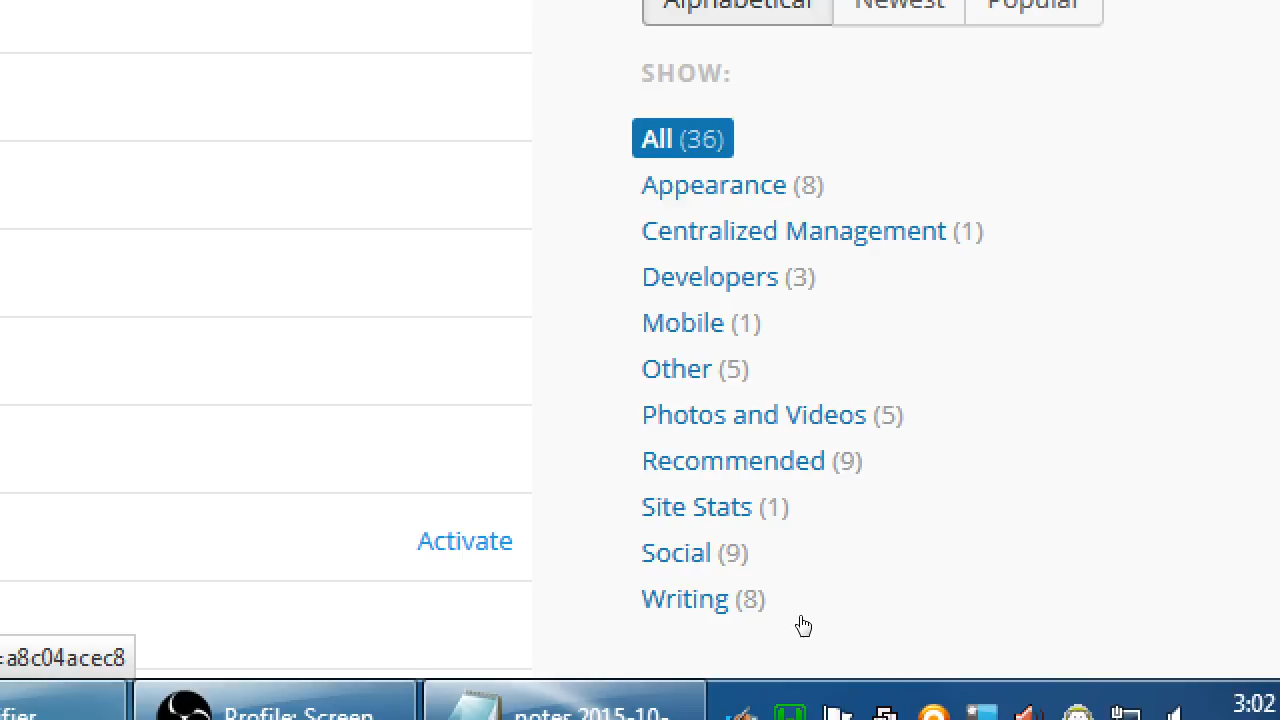 Alphabetical Newest Popular
SHOW:
All (36)
Appearance (8)
Centralized Management (1)
Developers (3)
Mobile (1)
Other (5)
Photos and Videos (5)
Recommended (9)
Site Stats (1)
Activate
Social (9)
Writing (8)
=a8c04acec8
ifier
Profile: Screen
notes 2015-10-
3:02